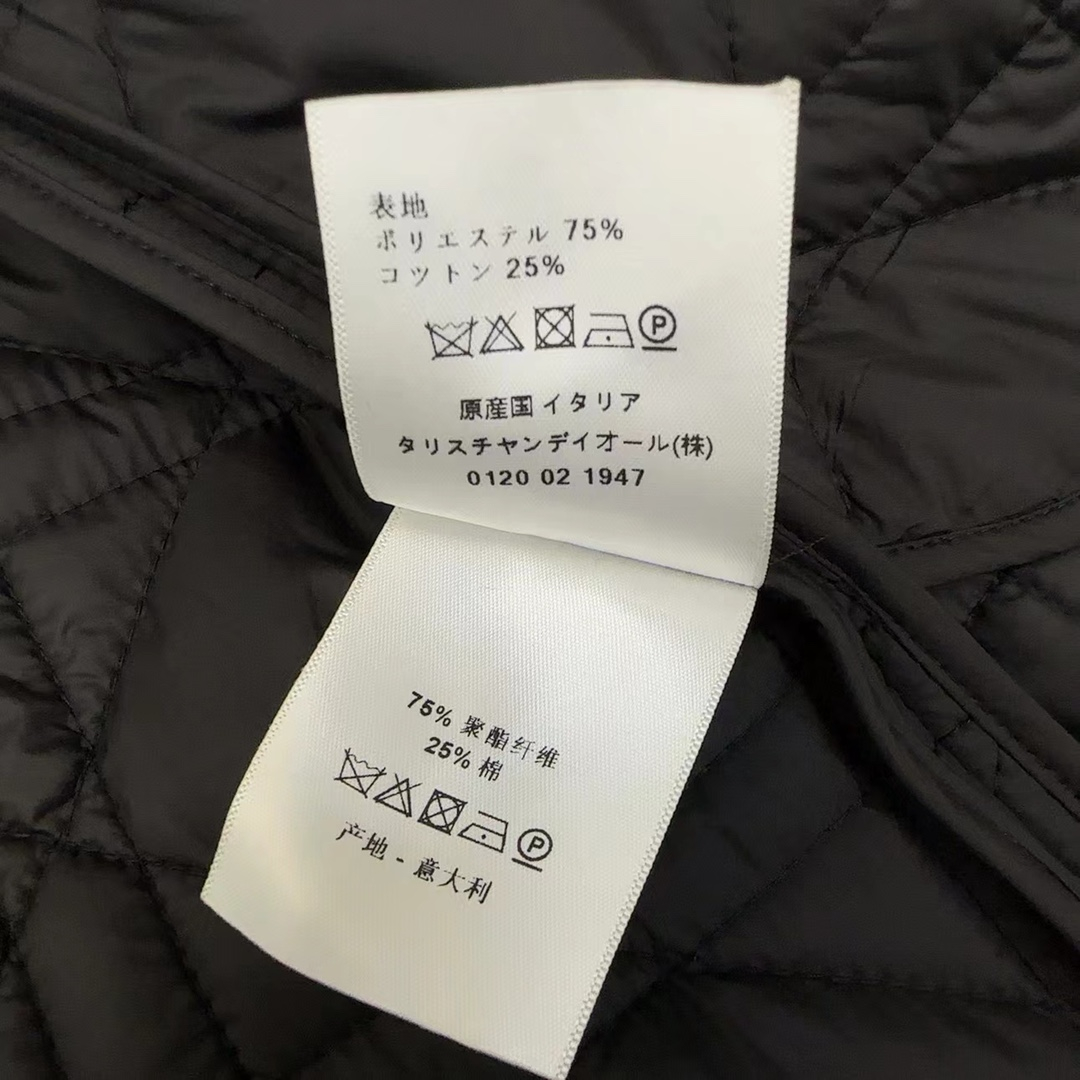 表地
ポリエステル 75%
コットン 25%
P
原産国 イタリア
タリスチャンデイオール(株)
0120 02 1947
75% 聚酯纤维
25% 棉
P
产地 - 意大利